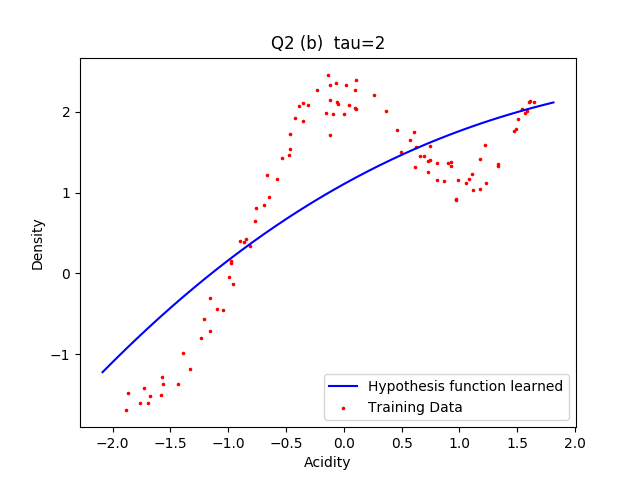 Q2 (b)  tau=2
Density
2
1
0
−1
−2.0 −1.5 −1.0 −0.5 0.0 0.5 1.0 1.5 2.0
Acidity
Hypothesis function learned
Training Data